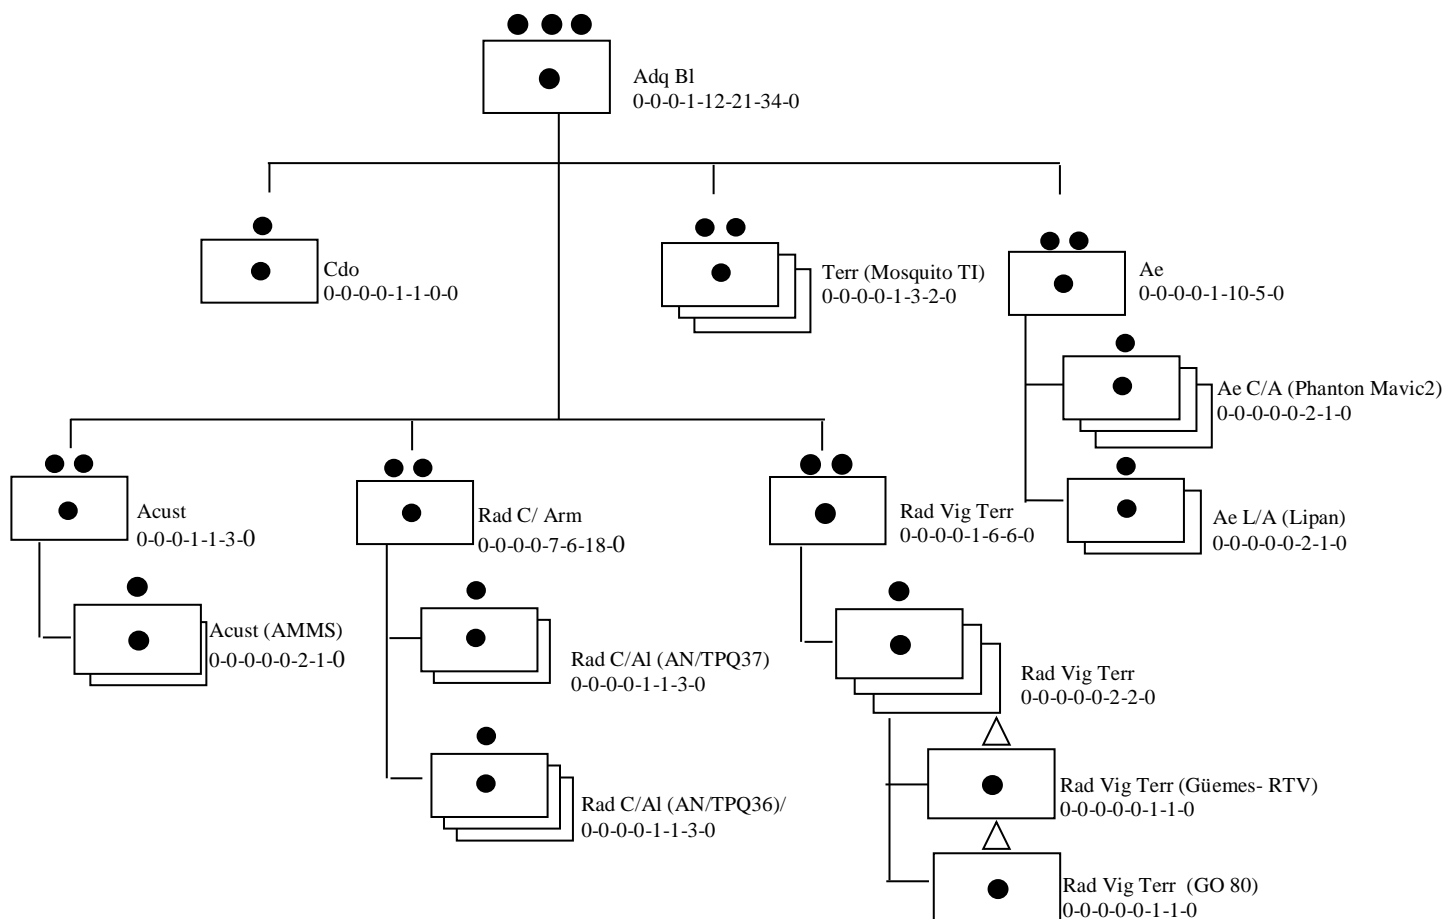 Adq Bl
0-0-0-1-12-21-34-0
Cdo
0-0-0-0-1-1-0-0
Terr (Mosquito TI)
0-0-0-0-1-3-2-0
Ae
0-0-0-0-1-10-5-0
Ae C/A (Phanton Mavic2)
0-0-0-0-0-2-1-0
Ae L/A (Lipan)
0-0-0-0-0-2-1-0
Acust
0-0-0-1-1-3-0
Acust (AMMS)
0-0-0-0-0-2-1-0
Rad C/ Arm
0-0-0-0-7-6-18-0
Rad C/Al (AN/TPQ37)
0-0-0-0-1-1-3-0
Rad C/Al (AN/TPQ36)/
0-0-0-0-1-1-3-0
Rad Vig Terr
0-0-0-0-1-6-6-0
Rad Vig Terr
0-0-0-0-0-2-2-0
Rad Vig Terr (Güemes- RTV)
0-0-0-0-0-1-1-0
Rad Vig Terr (GO 80)
0-0-0-0-0-1-1-0